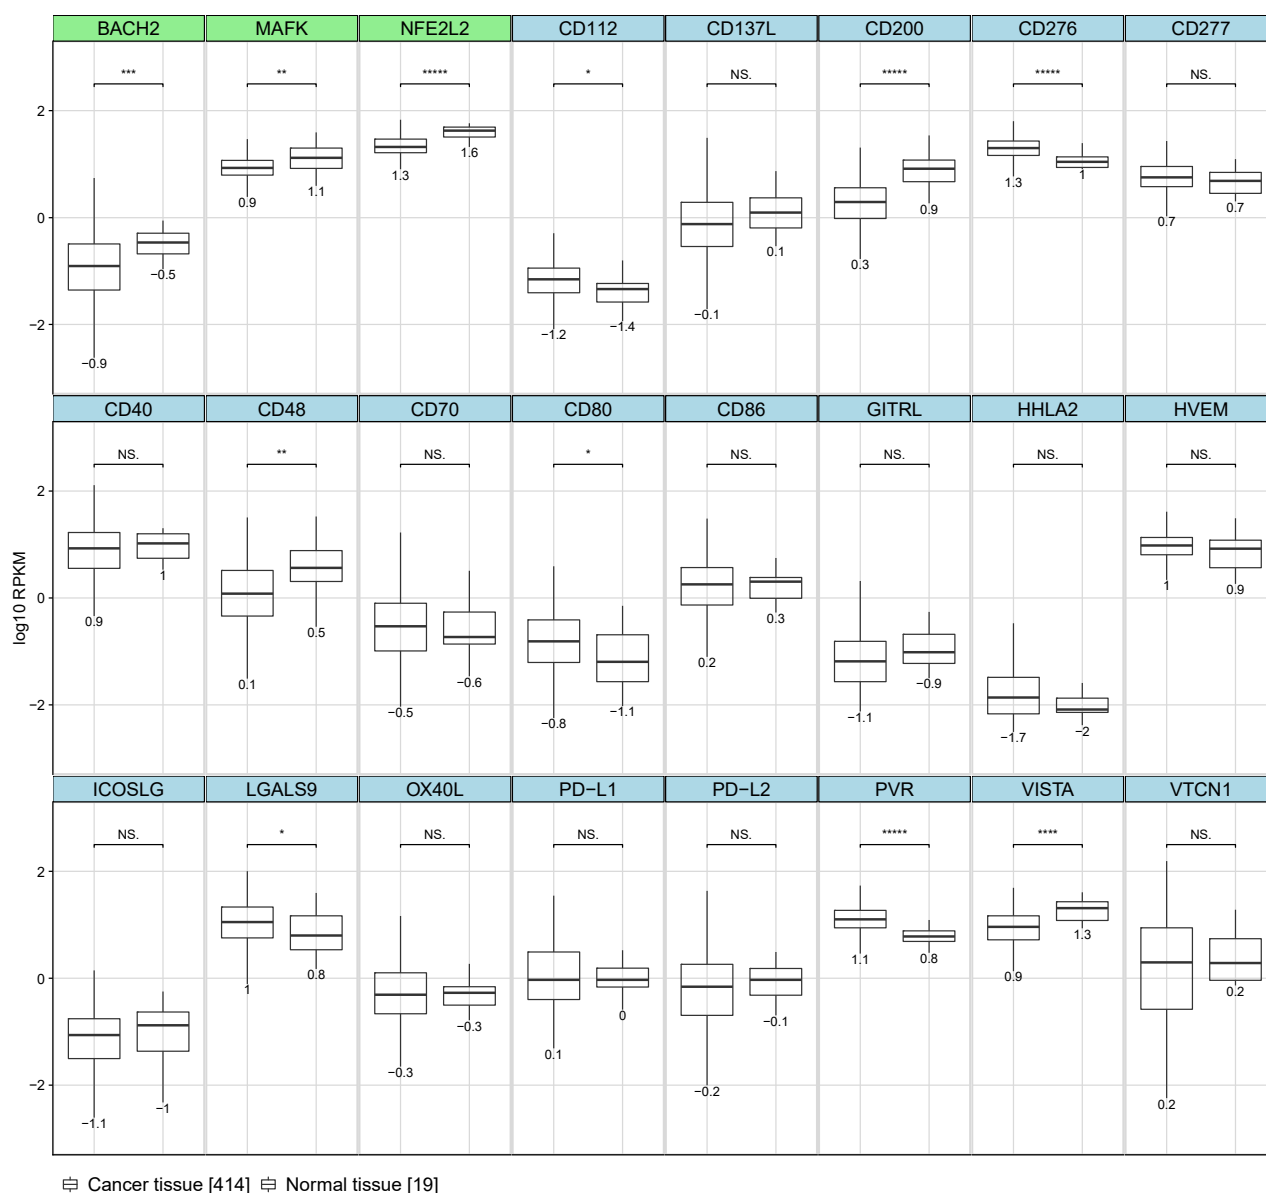 BACH2 MAFK NFE2L2 CD112 CD137L CD200 CD276 CD277
*** ** ***** * NS. ***** ***** NS.
2
0
−2
−0.9 −0.5 0.9 1.1 1.3 1.6 −1.2 −1.4 −0.1 0.1 0.3 0.9 1.3 1 0.7 0.7
CD40 CD48 CD70 CD80 CD86 GITRL HHLA2 HVEM
NS. ** NS. * NS. NS. NS. NS.
2
0
−2
log10 RPKM
0.9 1 0.1 0.5 −0.5 −0.6 −0.8 −1.1 0.2 0.3 −1.1 −0.9 −1.7 −2 1 0.9
ICOSLG LGALS9 OX40L PD−L1 PD−L2 PVR VISTA VTCN1
NS. * NS. NS. NS. ***** **** NS.
2
0
−2
−1.1 −1 1 0.8 −0.3 −0.3 0.1 0 −0.2 −0.1 1.1 0.8 0.9 1.3 0.2 0.2
Cancer tissue [414] Normal tissue [19]